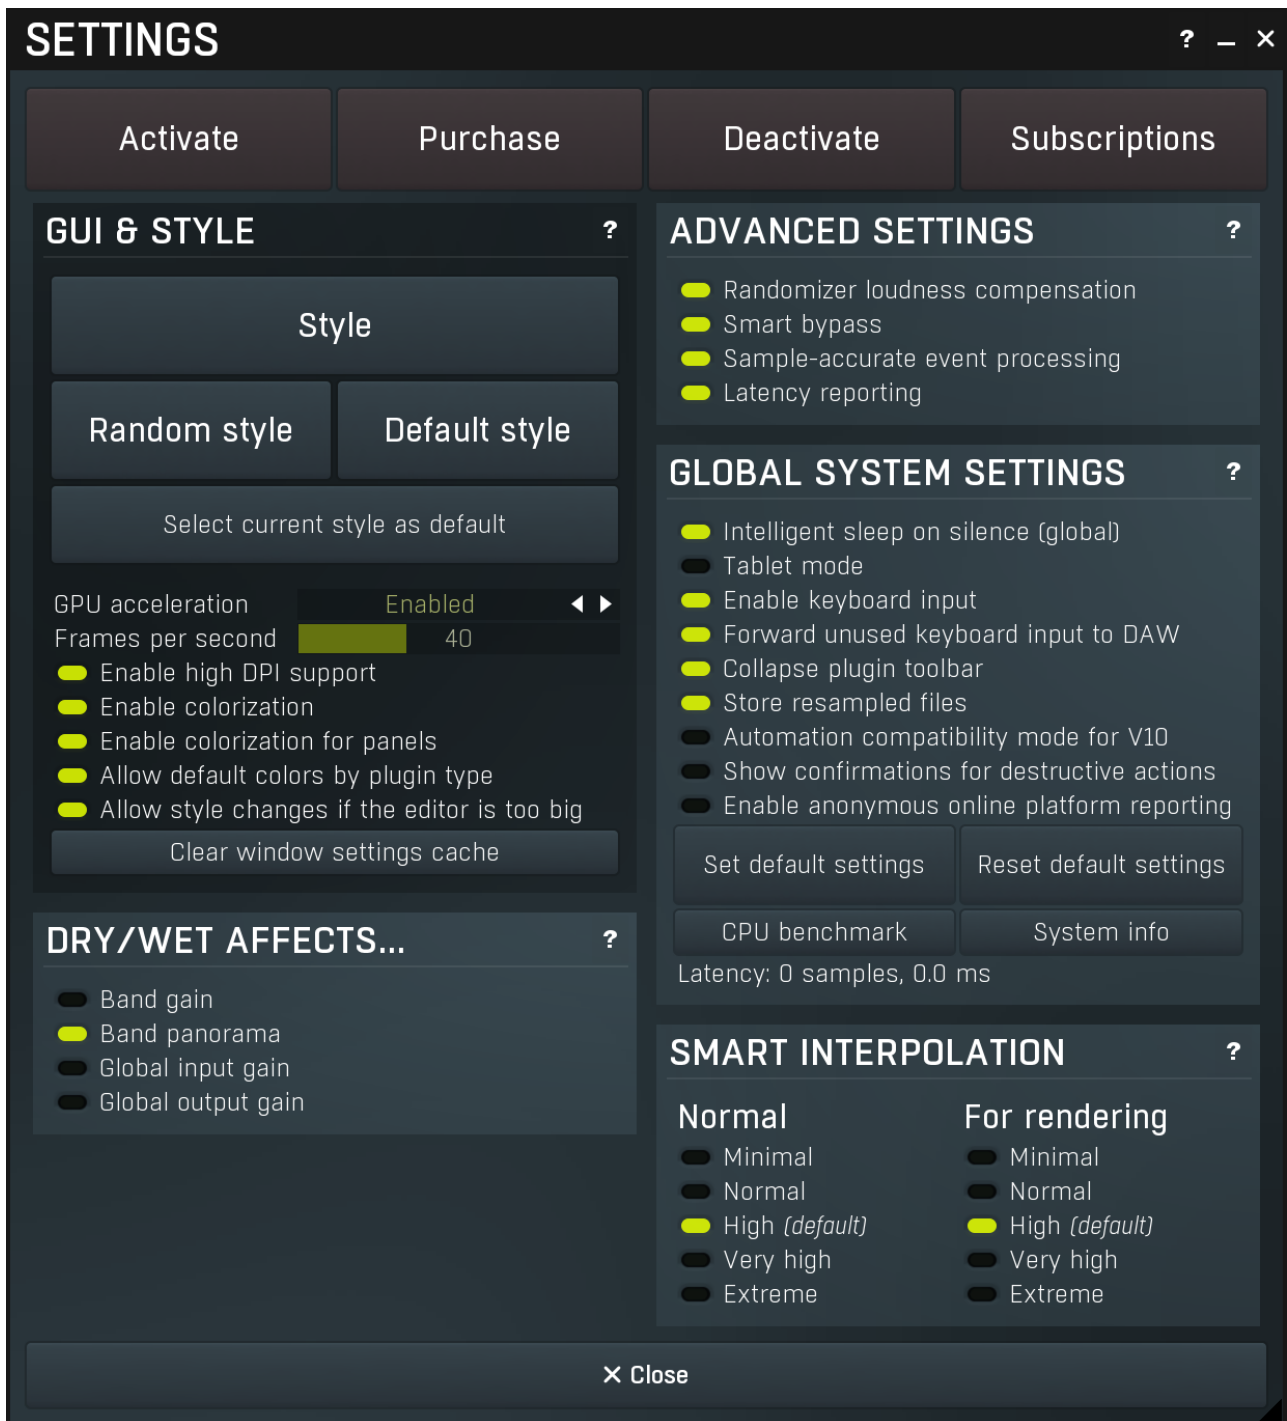 SETTINGS
?
Activate
Purchase
Deactivate
Subscriptions
GUI & STYLE
?
Style
Random style
Default style
Select current style as default
GPU acceleration Enabled
Frames per second 40
Enable high DPI support
Enable colorization
Enable colorization for panels
Allow default colors by plugin type
Allow style changes if the editor is too big
Clear window settings cache
DRY/WET AFFECTS...
?
Band gain
Band panorama
Global input gain
Global output gain
ADVANCED SETTINGS
?
Randomizer loudness compensation
Smart bypass
Sample-accurate event processing
Latency reporting
GLOBAL SYSTEM SETTINGS
?
Intelligent sleep on silence (global)
Tablet mode
Enable keyboard input
Forward unused keyboard input to DAW
Collapse plugin toolbar
Store resampled files
Automation compatibility mode for V10
Show confirmations for destructive actions
Enable anonymous online platform reporting
Set default settings
Reset default settings
CPU benchmark
System info
Latency: 0 samples, 0.0 ms
SMART INTERPOLATION
?
Normal
Minimal
Normal
High (default)
Very high
Extreme
For rendering
Minimal
Normal
High (default)
Very high
Extreme
Close